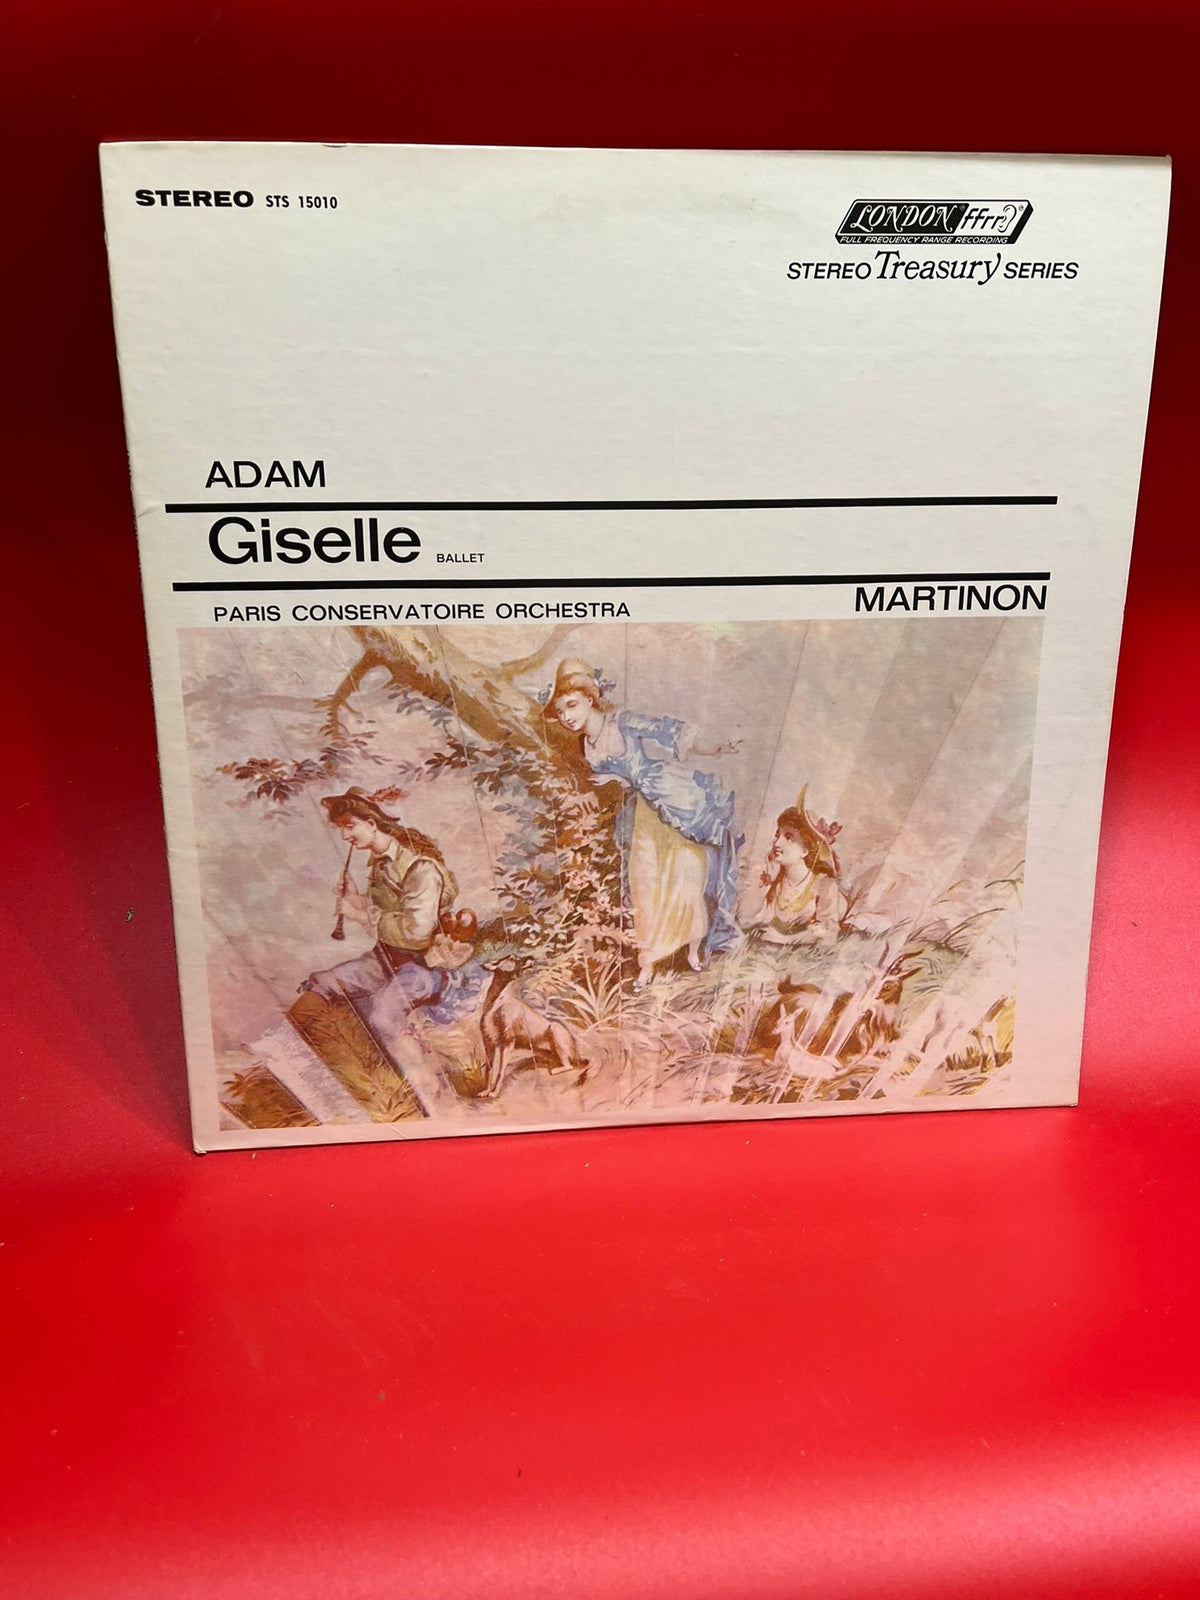 STEREO STS 15010
LONDON ffrr
FULL FREQUENCY RANGE RECORDING
STEREO Treasury SERIES
ADAM
Giselle BALLET
MARTINON
PARIS CONSERVATOIRE ORCHESTRA